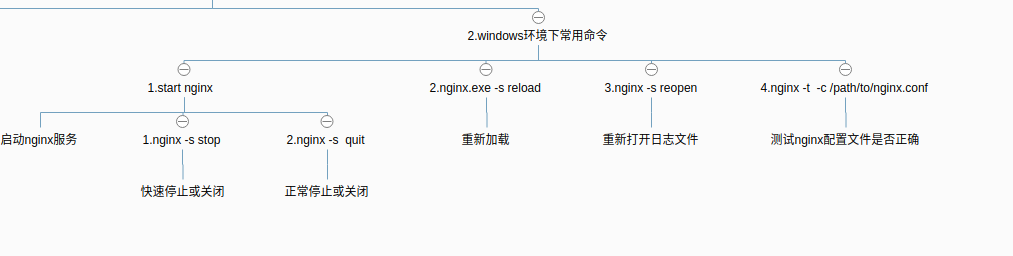 2.windows环境下常用命令
1.start nginx
2.nginx.exe -s reload
3.nginx -s reopen
4.nginx -t  -c /path/to/nginx.conf
启动nginx服务
1.nginx -s stop
2.nginx -s  quit
重新加载
重新打开日志文件
测试nginx配置文件是否正确
快速停止或关闭
正常停止或关闭